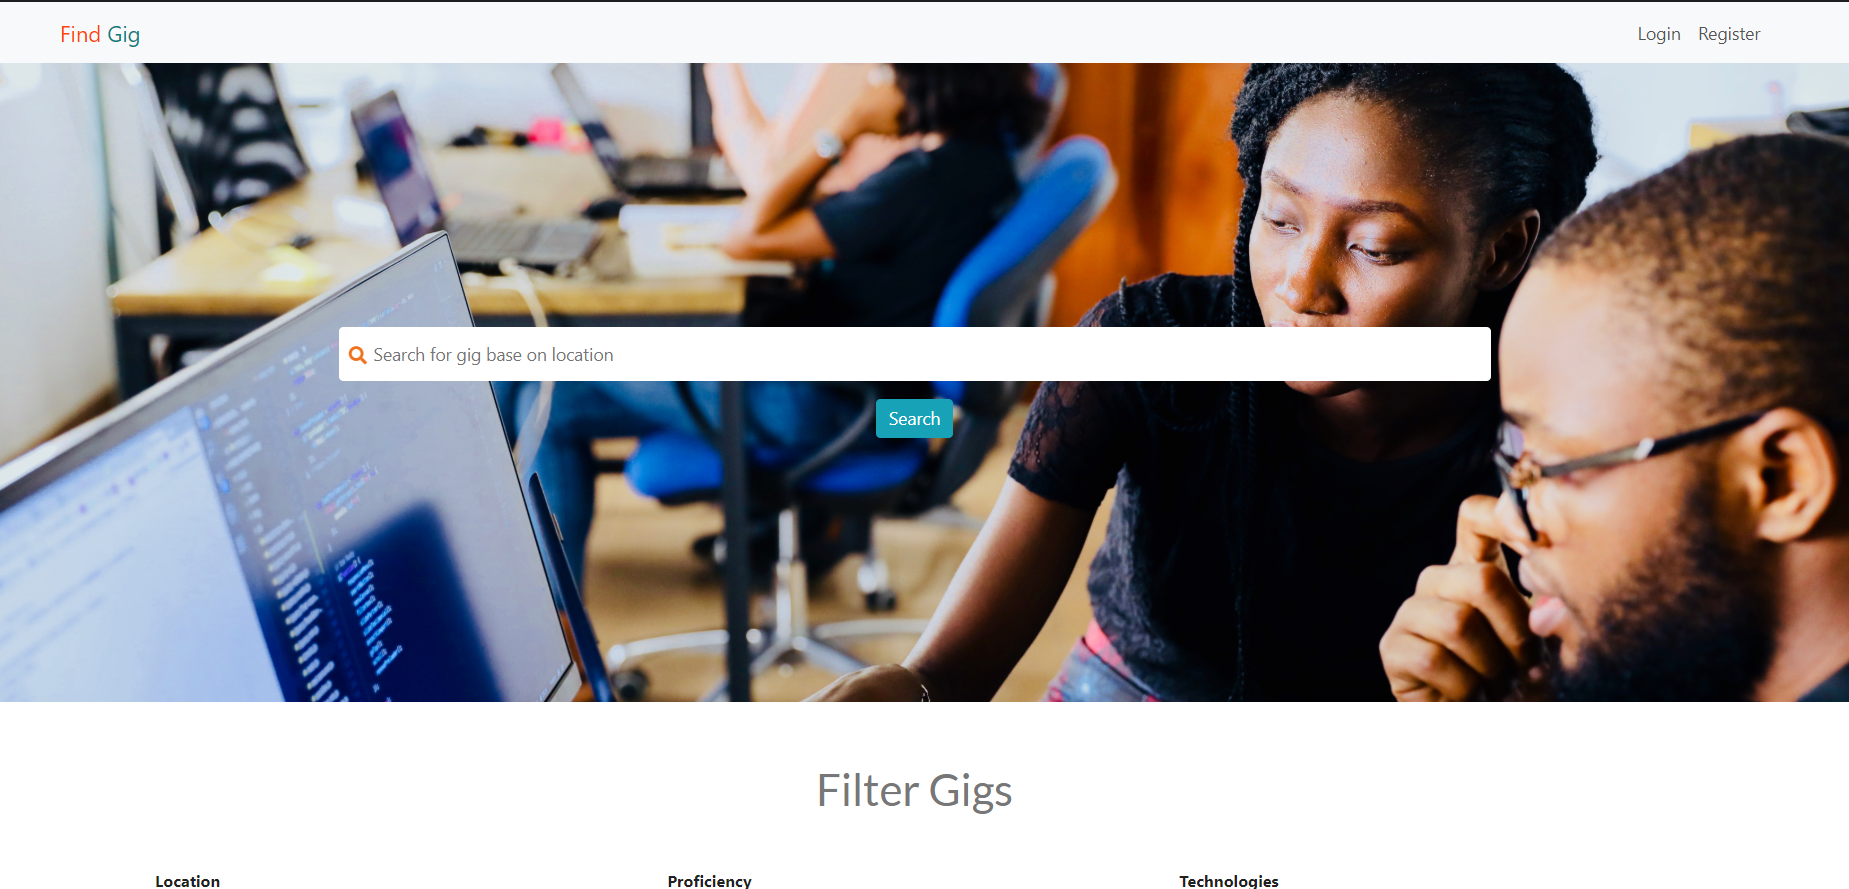 Find Gig
Login Register
Search for gig base on location
Search
Filter Gigs
Location Proficiency Technologies